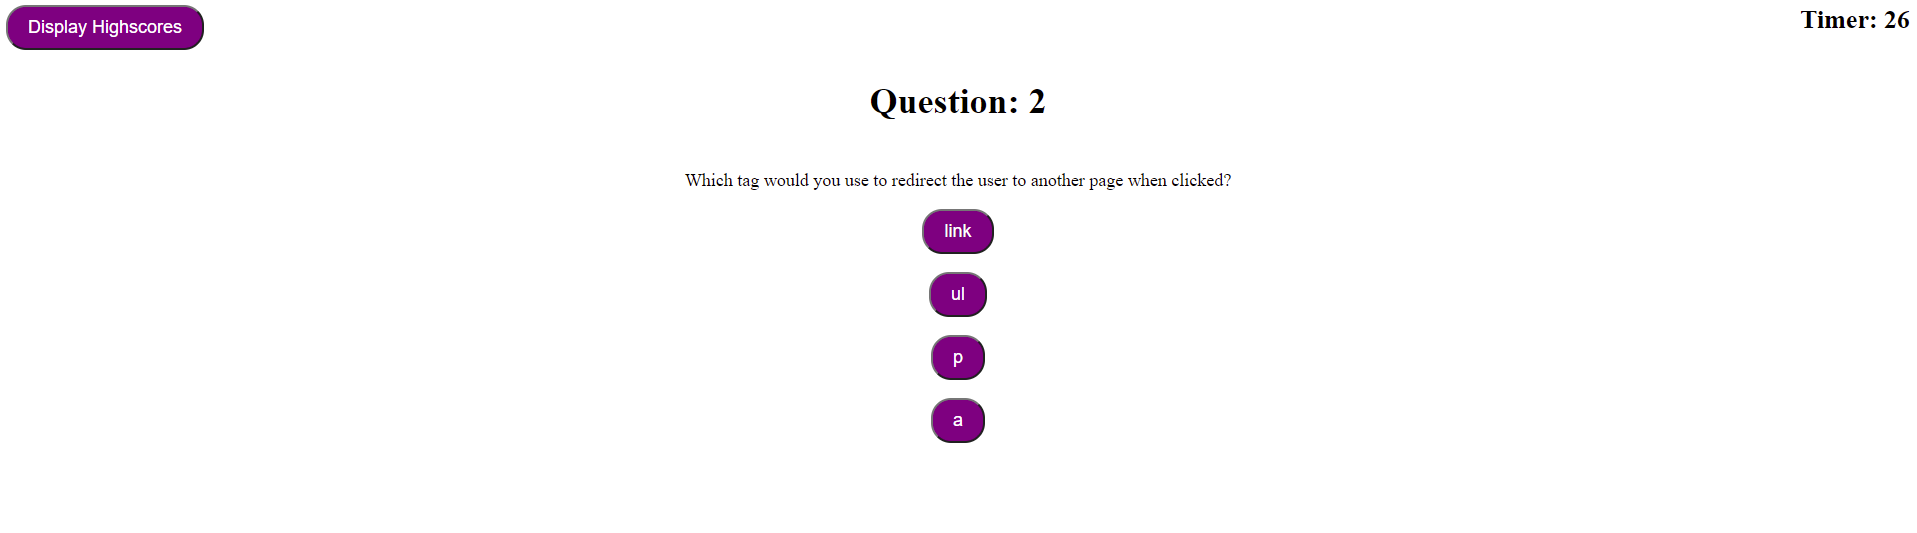 Display Highscores
Timer: 26
Question: 2
Which tag would you use to redirect the user to another page when clicked?
link
ul
p
a